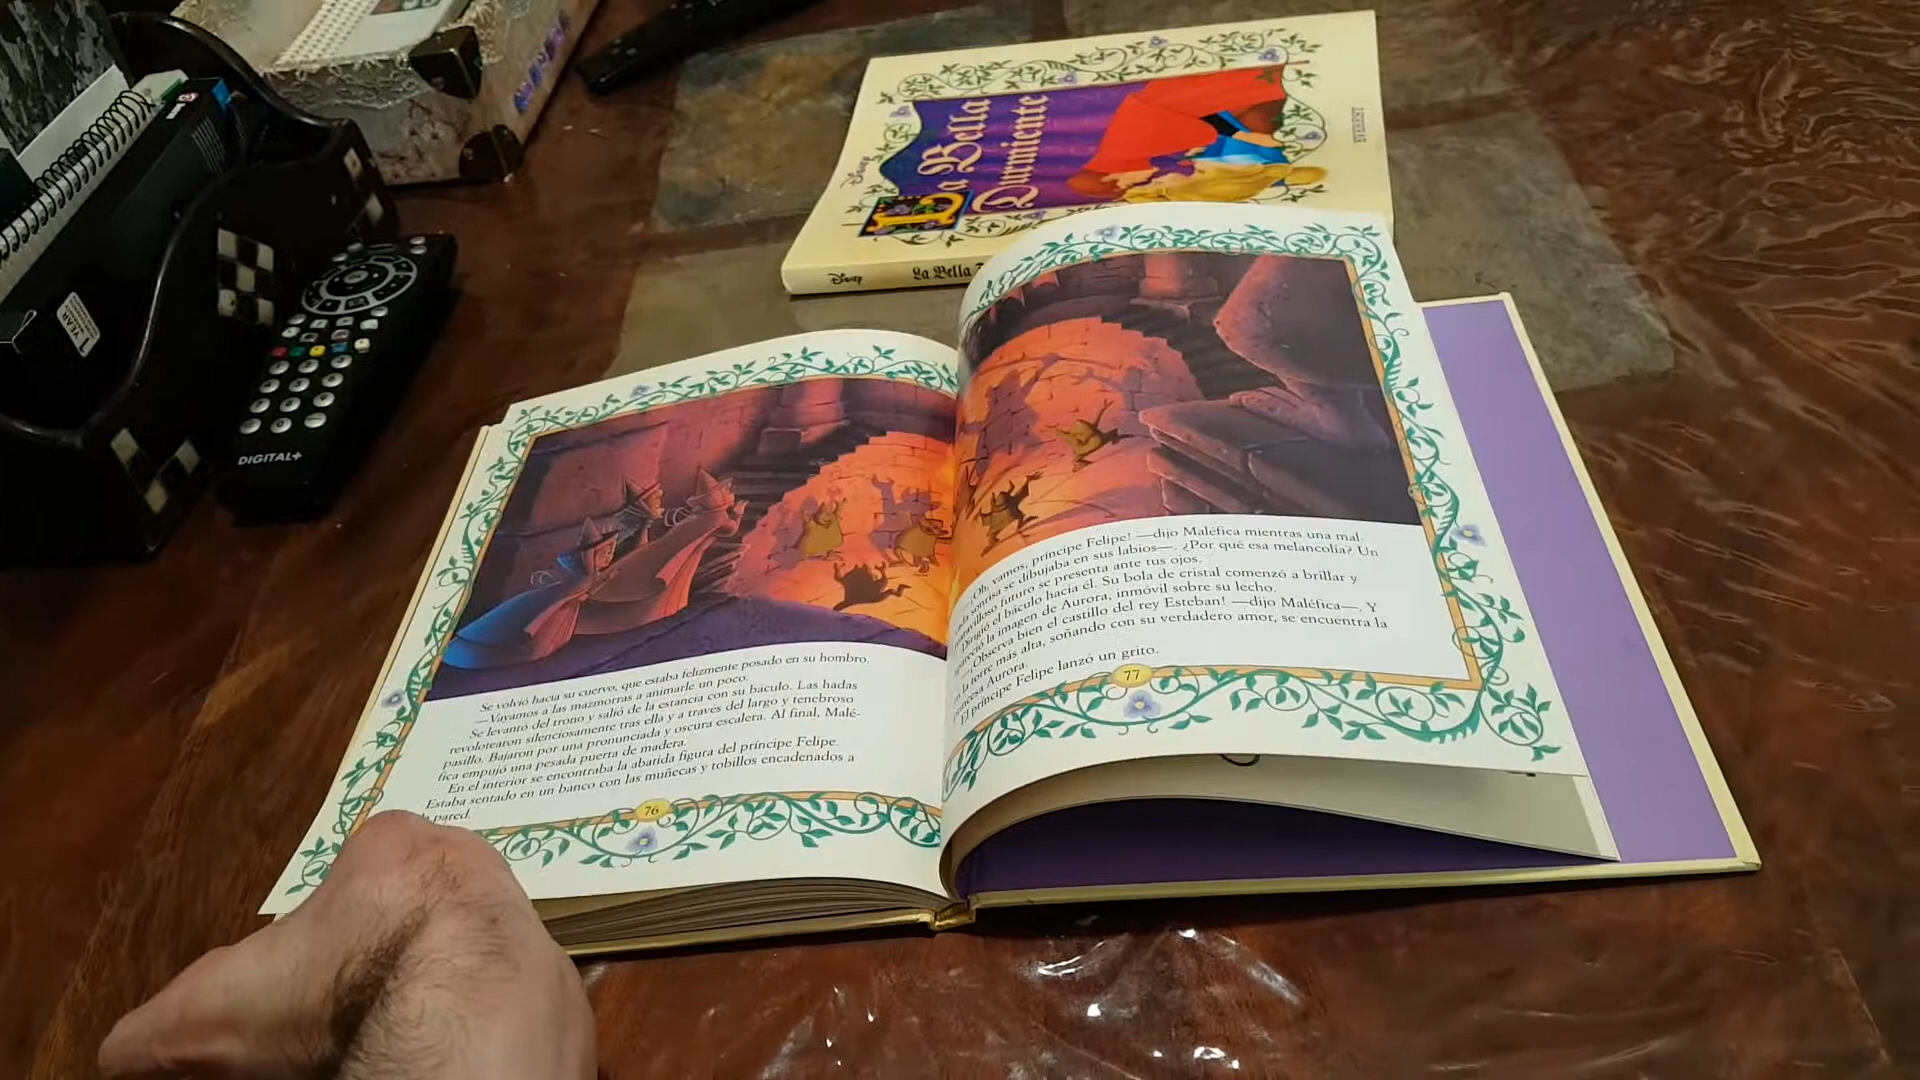 Disney
La Bella
Durmiente
EVEREST
Disney
La Bella
1 YEAR
DIGITAL+
Se volvió hacia su cuervo, que estaba felizmente posado en su hombro.
—Vayamos a las mazmorras a animarle un poco.
Se levantó del trono y salió de la estancia con su báculo. Las hadas
revolotearon silenciosamente tras ella y a través del largo y tenebroso
pasillo. Bajaron por una pronunciada y oscura escalera. Al final, Malé-
fica empujó una pesada puerta de madera.
En el interior se encontraba la abatida figura del príncipe Felipe.
Estaba sentado en un banco con las muñecas y tobillos encadenados a
pared.
76
—Oh, vamos, príncipe Felipe! —dijo Maléfica mientras una mal-
sonrisa se dibujaba en sus labios—. ¿Por qué esa melancolía? Un
maravilloso futuro se presenta ante tus ojos.
Dirigió el báculo hacia él. Su bola de cristal comenzó a brillar y
apareció la imagen de Aurora, inmóvil sobre su lecho.
—Observa bien el castillo del rey Esteban! —dijo Maléfica—. Y
en la torre más alta, soñando con su verdadero amor, se encuentra la
princesa Aurora.
El príncipe Felipe lanzó un grito.
77